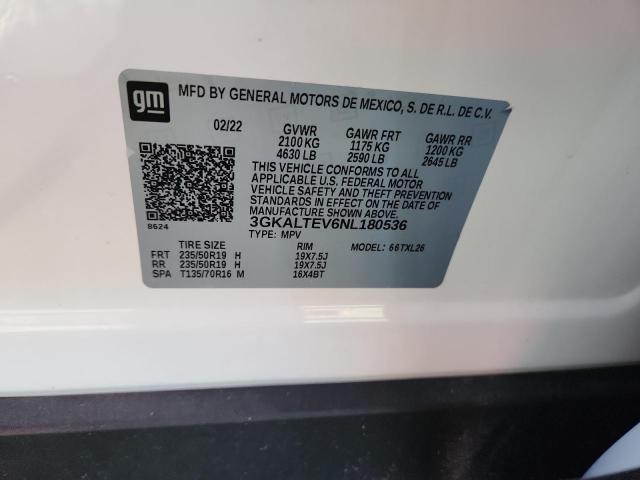 gm
MFD BY GENERAL MOTORS DE MEXICO, S. DE R.L. DE C.V.
02/22 GVWR GAWR FRT GAWR RR
2100 KG 1175 KG 1200 KG
4630 LB 2590 LB 2645 LB
THIS VEHICLE CONFORMS TO ALL
APPLICABLE U.S. FEDERAL MOTOR
VEHICLE SAFETY AND THEFT PREVENTION
STANDARDS IN EFFECT ON THE DATE OF
MANUFACTURE SHOWN ABOVE.
3GKALTEV6NL180536
8624
TYPE: MPV MODEL: 66TXL26
TIRE SIZE RIM
FRT 235/50R19 H 19X7.5J
RR 235/50R19 H 19X7.5J
SPA T135/70R16 M 16X4BT